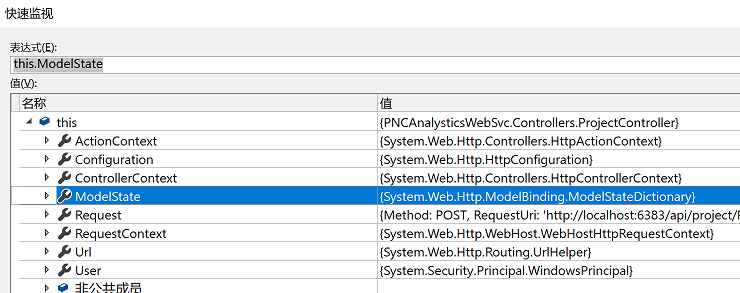 快速监视
表达式(E):
this.ModelState
值(V):
名称 值
this {PNCAnalysticsWebSvc.Controllers.ProjectController}
ActionContext {System.Web.Http.Controllers.HttpActionContext}
Configuration {System.Web.Http.HttpConfiguration}
ControllerContext {System.Web.Http.Controllers.HttpControllerContext}
ModelState {System.Web.Http.ModelBinding.ModelStateDictionary}
Request {Method: POST, RequestUri: 'http://localhost:6383/api/project/
RequestContext {System.Web.Http.WebHost.WebHostHttpRequestContext}
Url {System.Web.Http.Routing.UrlHelper}
User {System.Security.Principal.WindowsPrincipal}
非公共成员